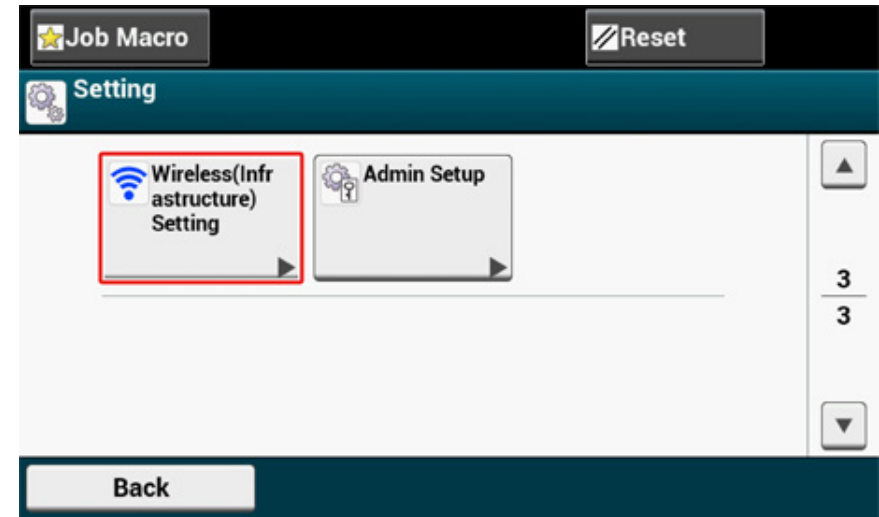 Job Macro
Reset
Setting
Wireless(Infr
astructure)
Setting
Admin Setup
3
3
Back